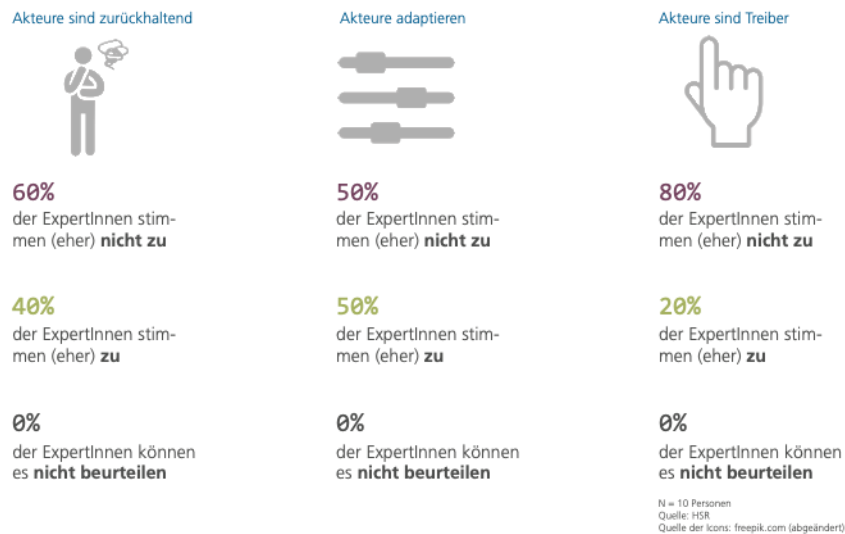 Akteure sind zurückhaltend
60%
der ExpertInnen stim-
men (eher) nicht zu
40%
der ExpertInnen stim-
men (eher) zu
0%
der ExpertInnen können
es nicht beurteilen
Akteure adaptieren
50%
der ExpertInnen stim-
men (eher) nicht zu
50%
der ExpertInnen stim-
men (eher) zu
0%
der ExpertInnen können
es nicht beurteilen
Akteure sind Treiber
80%
der ExpertInnen stim-
men (eher) nicht zu
20%
der ExpertInnen stim-
men (eher) zu
0%
der ExpertInnen können
es nicht beurteilen
N = 10 Personen
Quelle: HSR
Quelle der Icons: freepik.com (abgeändert)